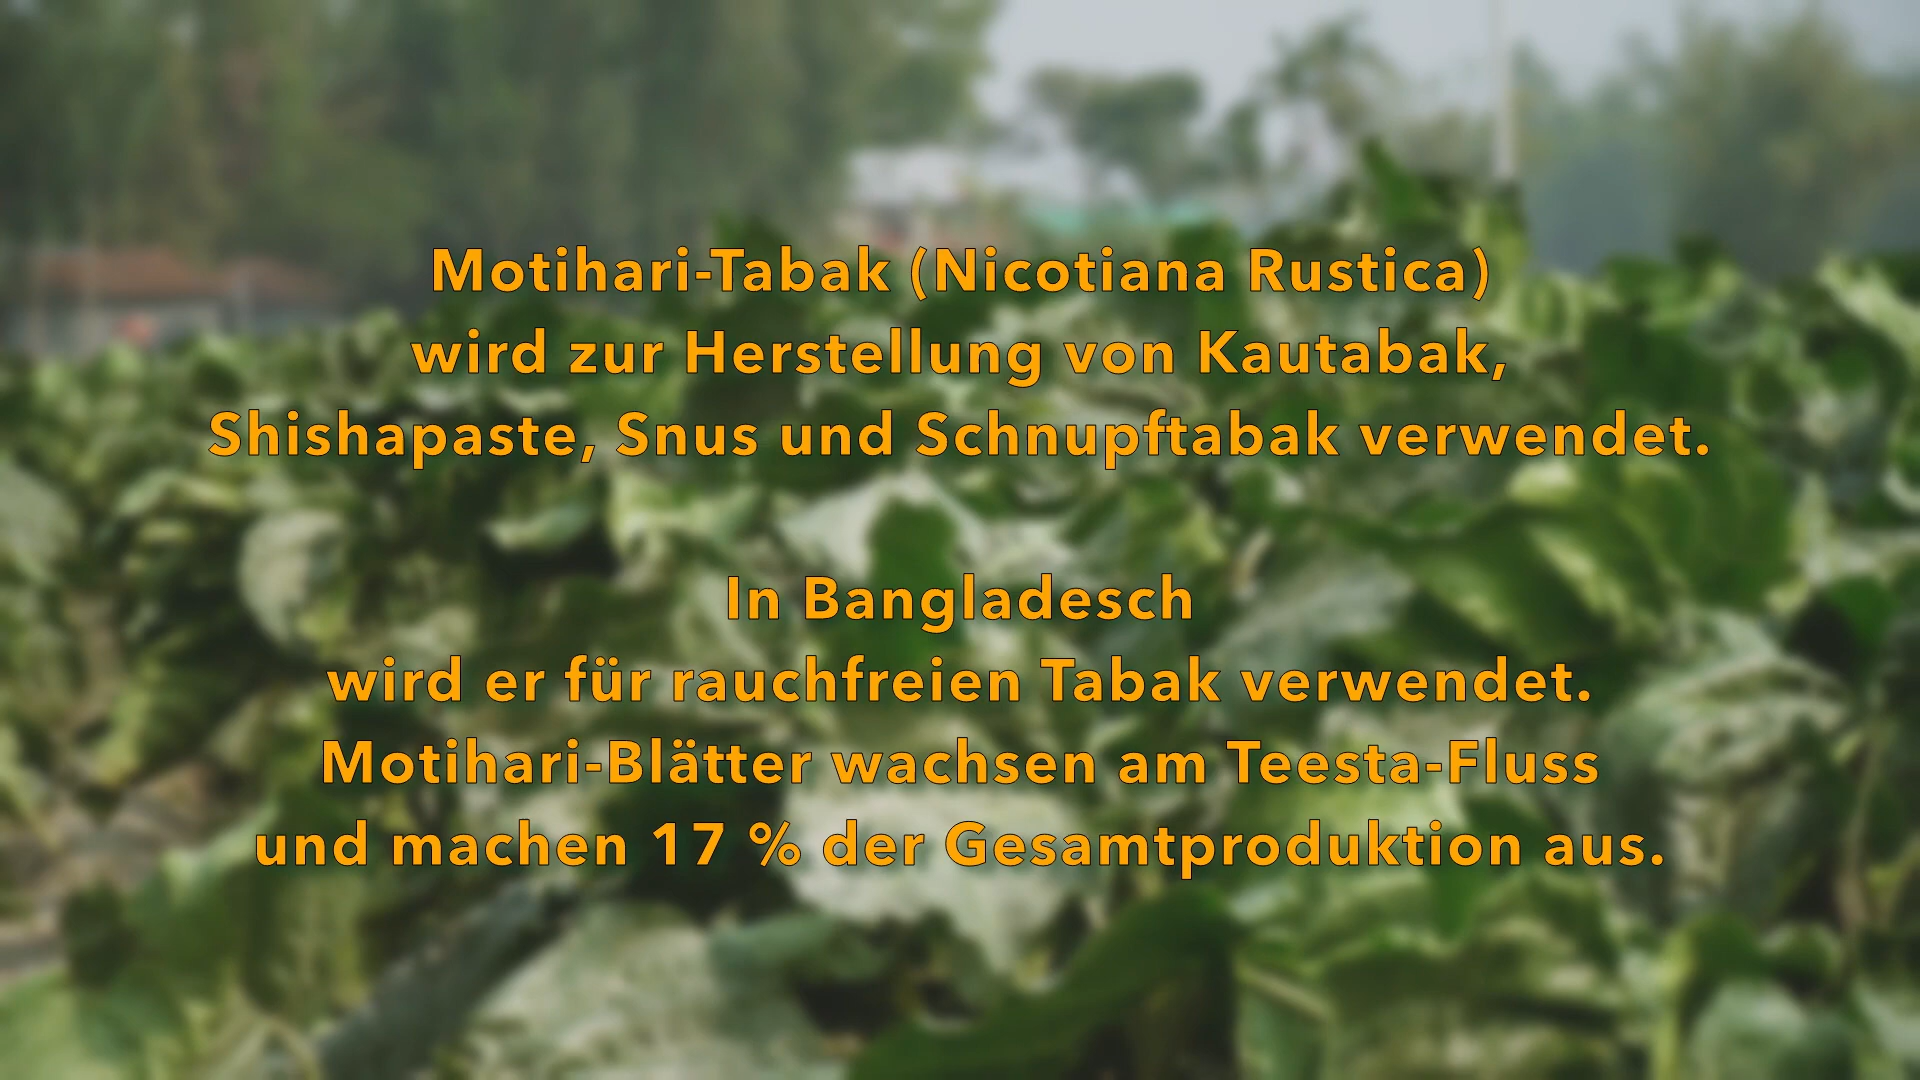 Motihari-Tabak (Nicotiana Rustica)
wird zur Herstellung von Kautabak,
Shishapaste, Snus und Schnupftabak verwendet.
In Bangladesch
wird er für rauchfreien Tabak verwendet.
Motihari-Blätter wachsen am Teesta-Fluss
und machen 17 % der Gesamtproduktion aus.